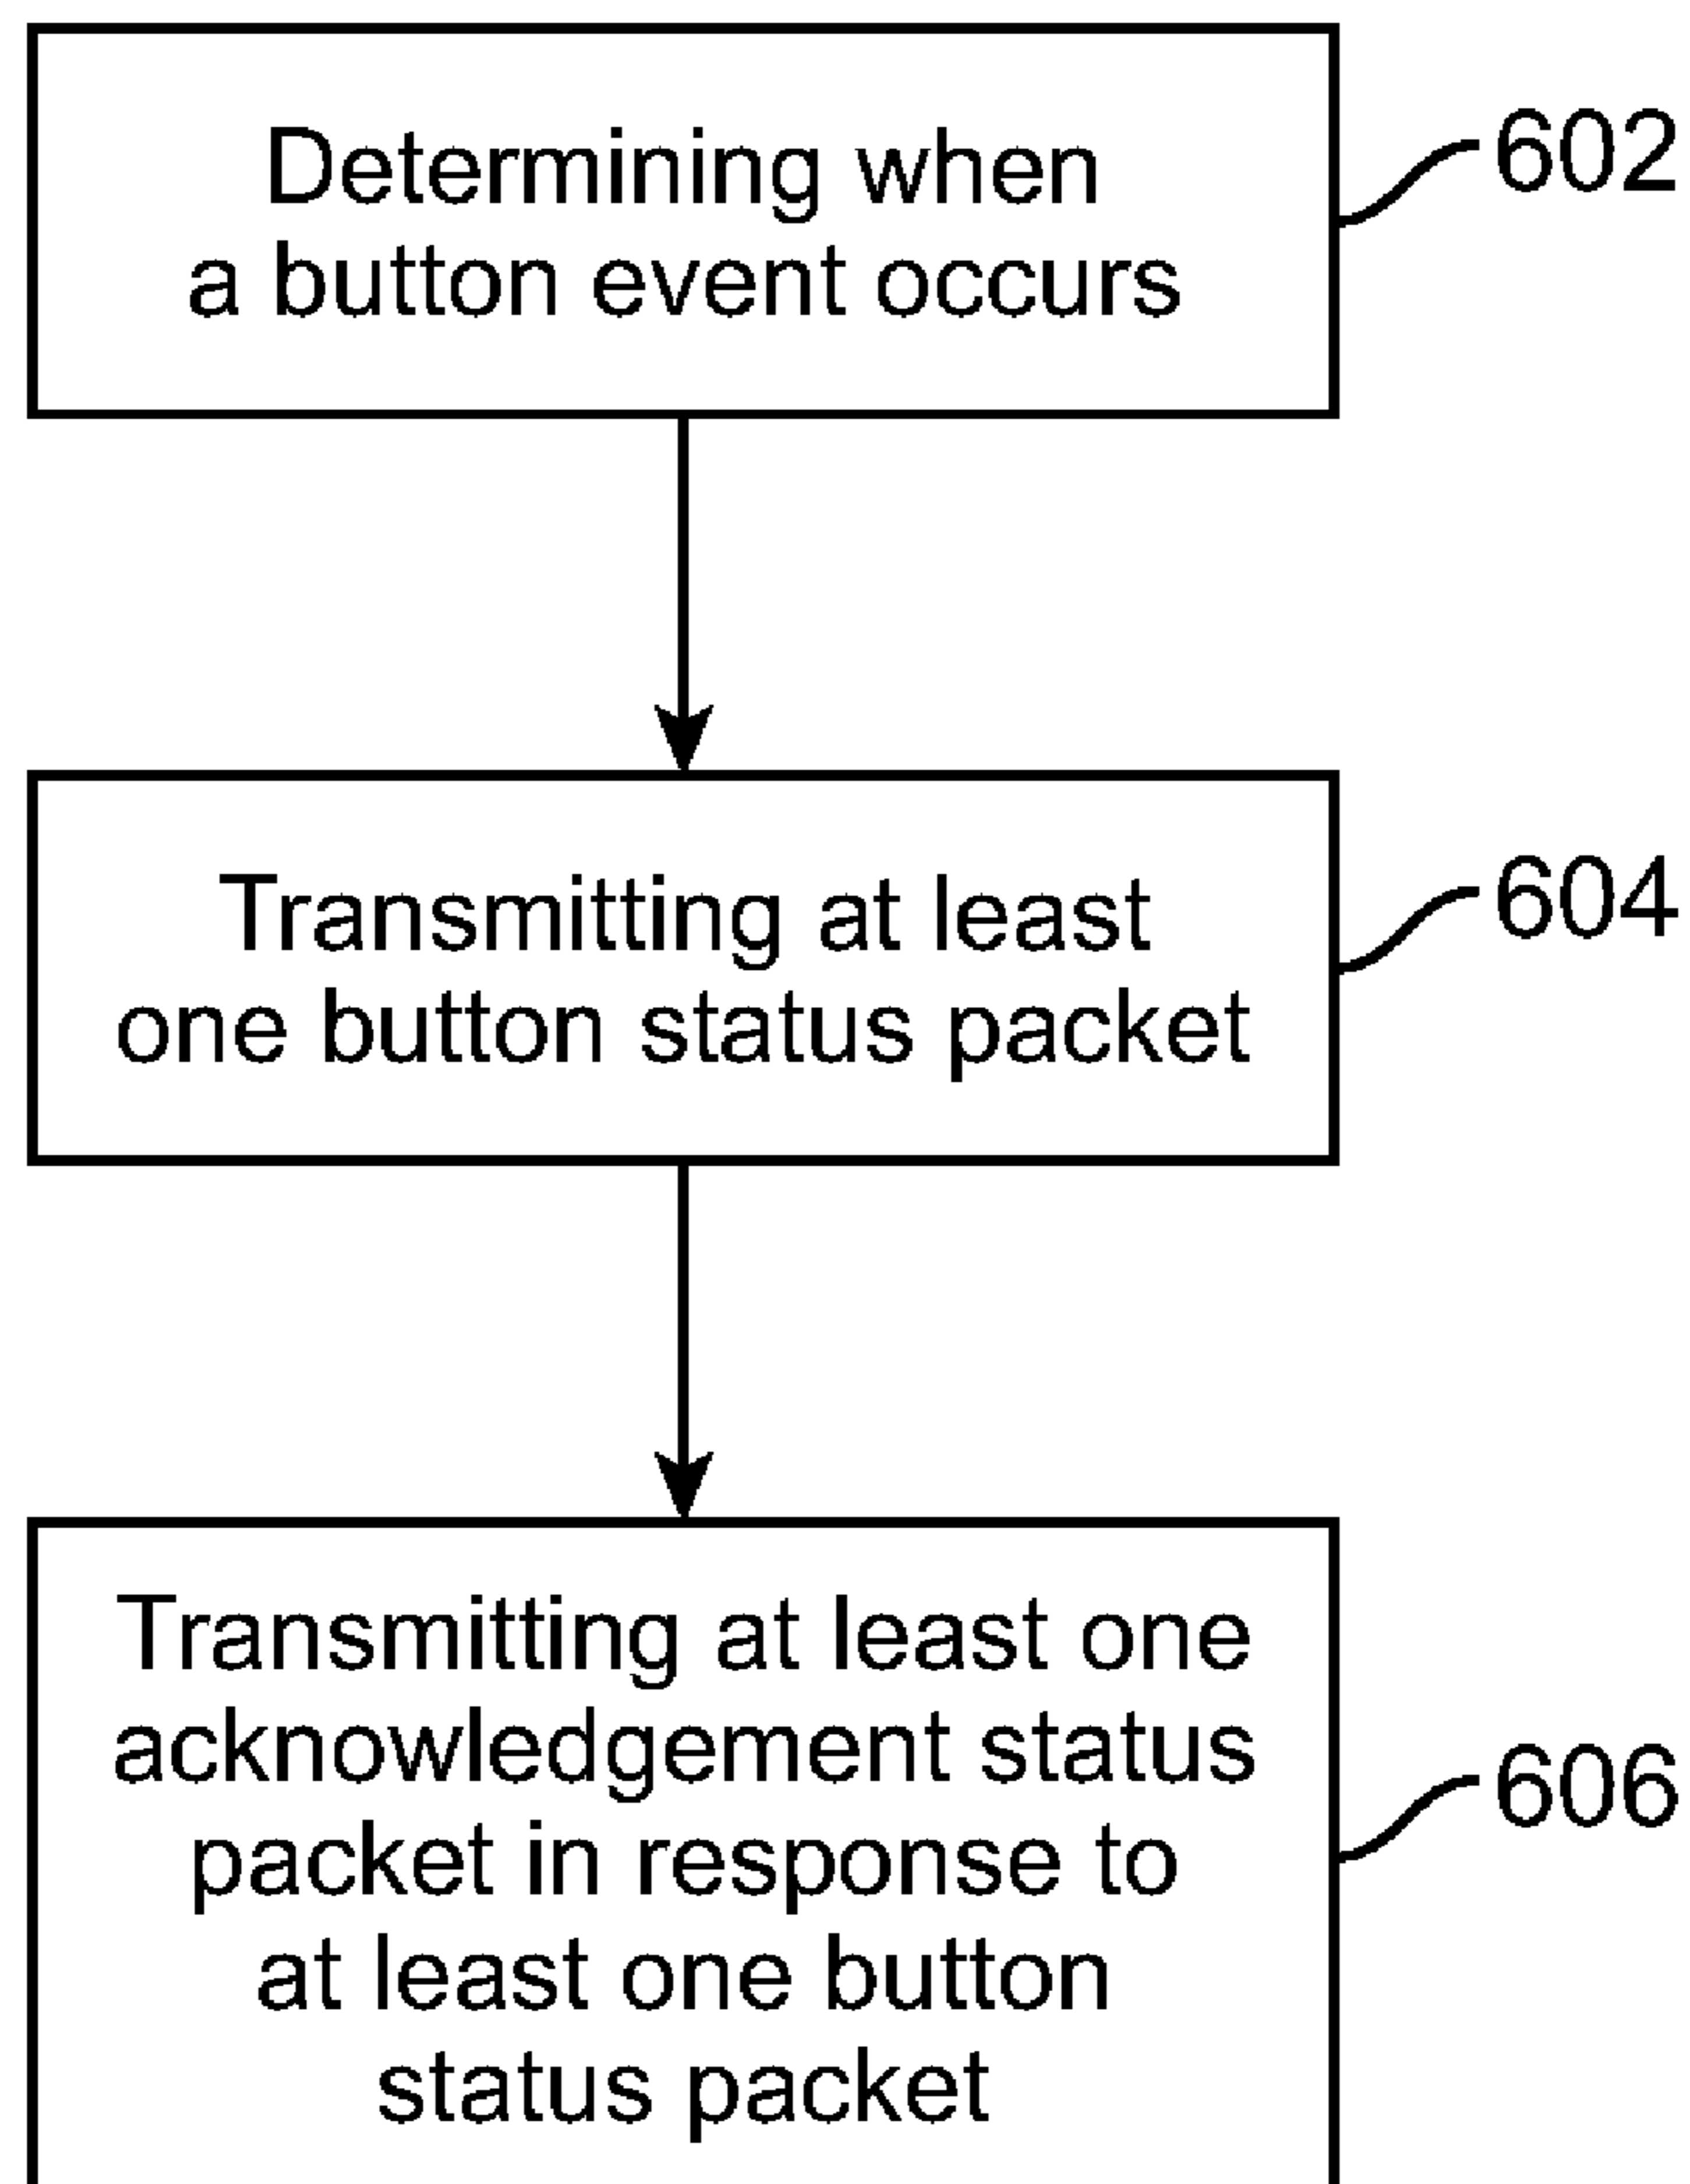 Determining when
a button event occurs
602
Transmitting at least
one button status packet
604
Transmitting at least one
acknowledgement status
packet in response to
at least one button
status packet
606